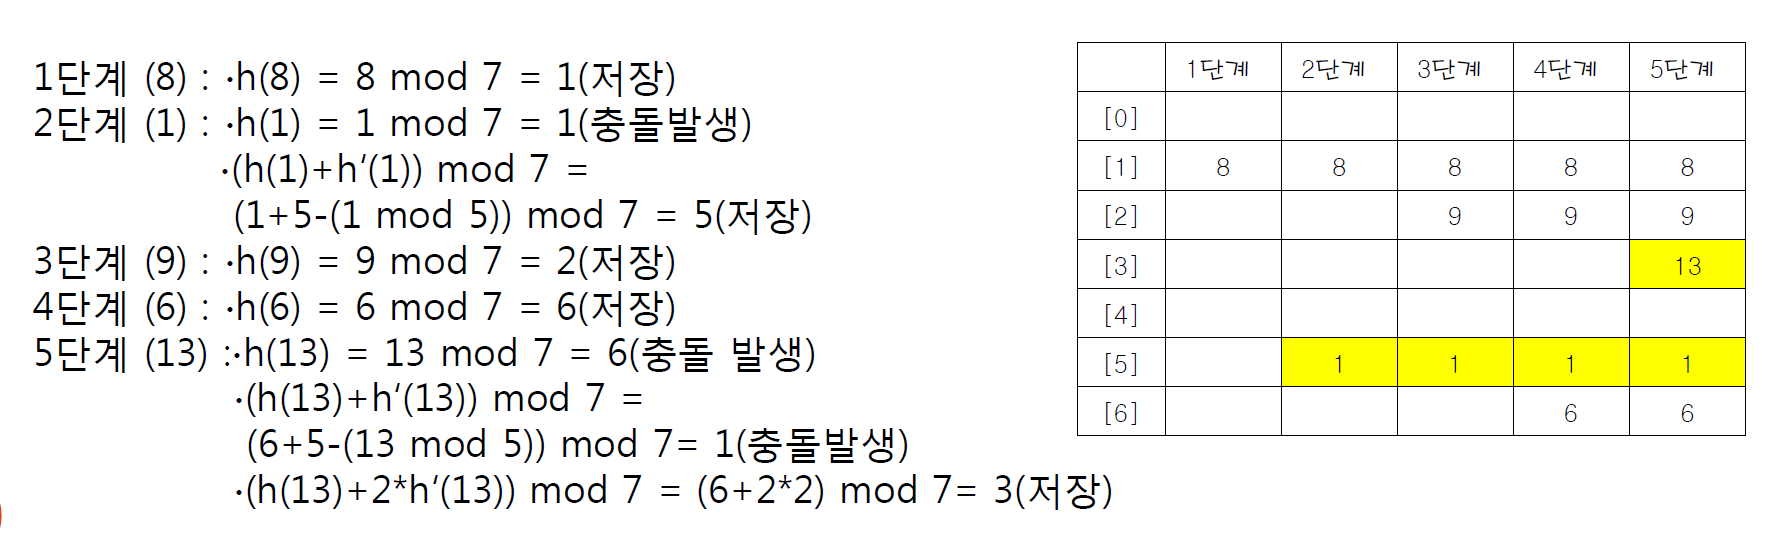 1단계 (8) : ·h(8) = 8 mod 7 = 1(저장)
2단계 (1) : ·h(1) = 1 mod 7 = 1(충돌발생)
·(h(1)+h‘(1)) mod 7 =
(1+5-(1 mod 5)) mod 7 = 5(저장)
3단계 (9) : ·h(9) = 9 mod 7 = 2(저장)
4단계 (6) : ·h(6) = 6 mod 7 = 6(저장)
5단계 (13) :·h(13) = 13 mod 7 = 6(충돌 발생)
·(h(13)+h‘(13)) mod 7 =
(6+5-(13 mod 5)) mod 7= 1(충돌발생)
·(h(13)+2*h‘(13)) mod 7 = (6+2*2) mod 7= 3(저장)
1단계 2단계 3단계 4단계 5단계
[0]
[1] 8 8 8 8 8
[2] 9 9 9
[3] 13
[4]
[5] 1 1 1 1
[6] 6 6